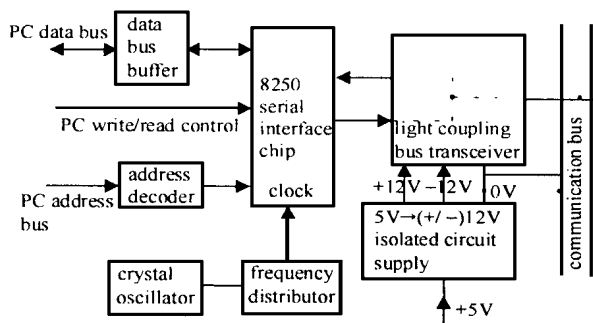 PC data bus
data
bus
buffer
8250
serial
interface
chip
clock
PC write/read control
address
decoder
PC address
bus
crystal
oscillator
frequency
distributor
light coupling
bus transceiver
+12V
-12V
0V
5V→(+/-)12V
isolated circuit
supply
+5V
communication bus